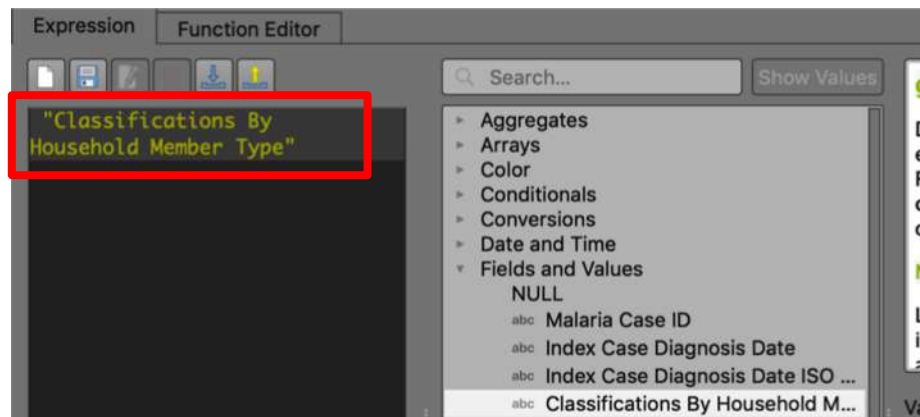 Expression
Function Editor
Search...
Show Values
"Classifications By
Household Member Type"
Aggregates
Arrays
Color
Conditionals
Conversions
Date and Time
Fields and Values
NULL
abc Malaria Case ID
abc Index Case Diagnosis Date
abc Index Case Diagnosis Date ISO ...
abc Classifications By Household M...